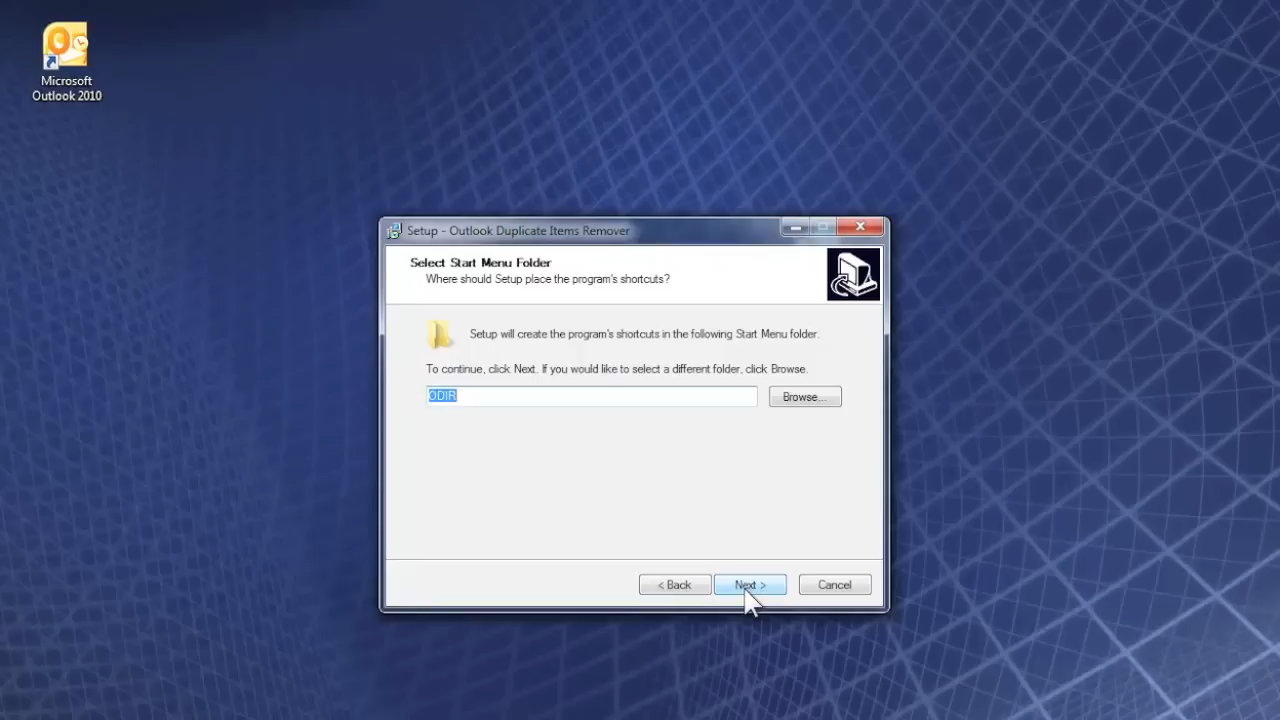 Microsoft
Outlook 2010
Setup - Outlook Duplicate Items Remover
Select Start Menu Folder
Where should Setup place the program's shortcuts?
Setup will create the program's shortcuts in the following Start Menu folder.
To continue, click Next. If you would like to select a different folder, click Browse.
ODIR
Browse...
< Back
Next >
Cancel